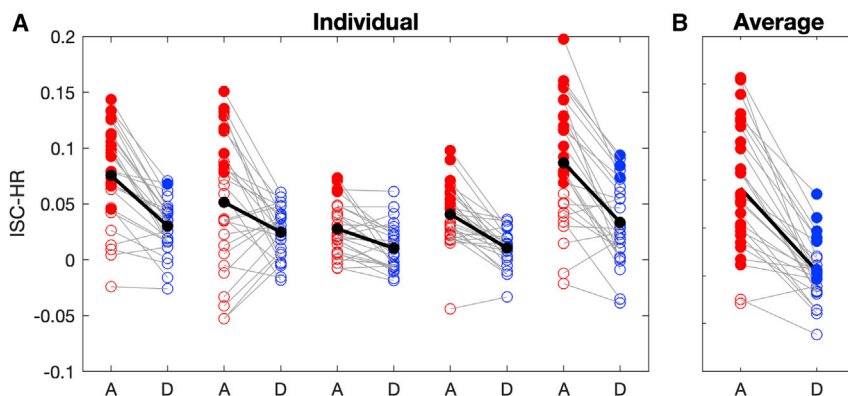 A Individual B Average
0.2
0.15
0.1
0.05
0
-0.05
-0.1
ISC-HR
A D A D A D A D A D A D